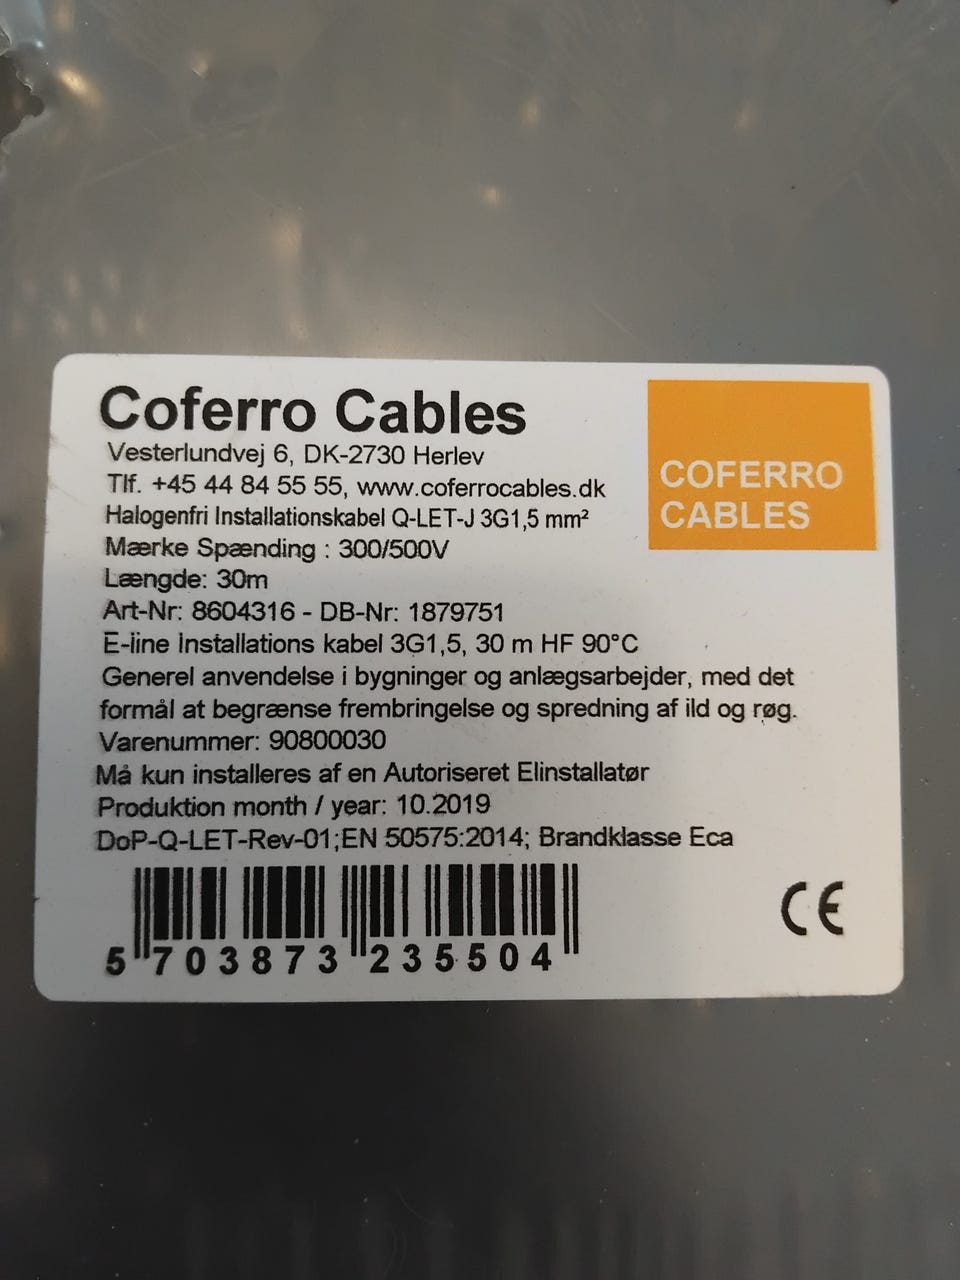 Coferro Cables
Vesterlundvej 6, DK-2730 Herlev
Tlf. +45 44 84 55 55, www.coferrocables.dk
Halogenfri Installationskabel Q-LET-J 3G1,5 mm²
Mærke Spænding : 300/500V
Længde: 30m
Art-Nr: 8604316 - DB-Nr: 1879751
E-line Installations kabel 3G1,5, 30 m HF 90°C
Generel anvendelse i bygninger og anlægsarbejder, med det
formål at begrænse frembringelse og spredning af ild og røg.
Varenummer: 90800030
Må kun installeres af en Autoriseret Elinstallatør
Produktion month / year: 10.2019
DoP-Q-LET-Rev-01;EN 50575:2014; Brandklasse Eca
5 703873 235504
COFERRO
CABLES
CE